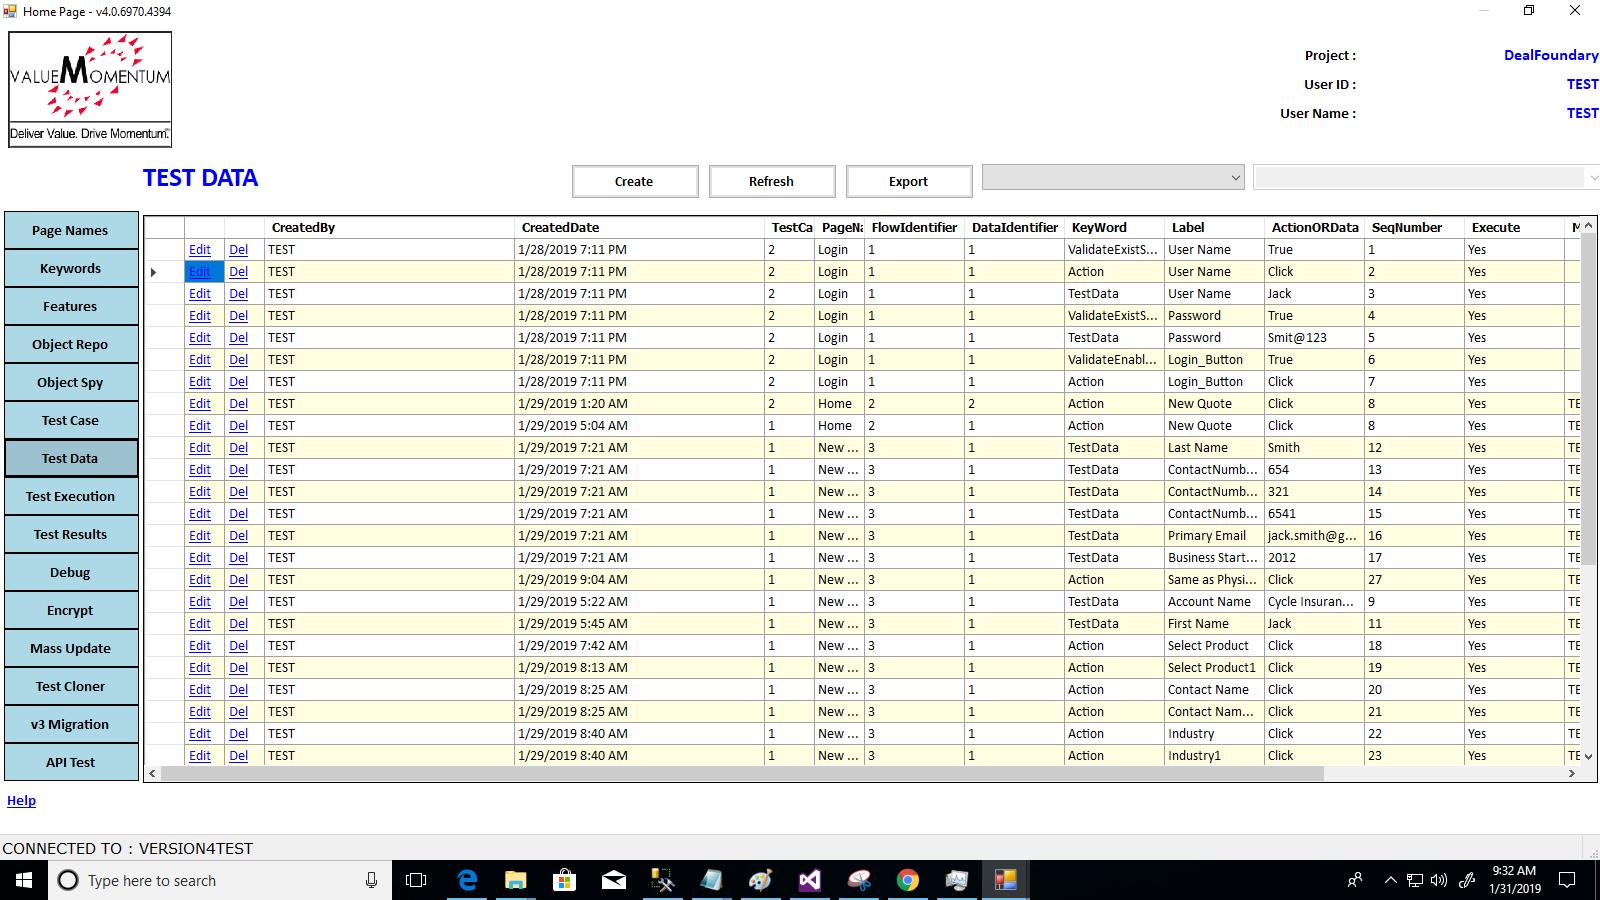 Home Page - v4.0.6970.4394
VALUEMOMENTUM
Deliver Value. Drive Momentum.
Project : DealFoundary
User ID : TEST
User Name : TEST
TEST DATA
Create Refresh Export
Page Names
Keywords
Features
Object Repo
Object Spy
Test Case
Test Data
Test Execution
Test Results
Debug
Encrypt
Mass Update
Test Cloner
v3 Migration
API Test
Help
CreatedBy CreatedDate TestCa PageNa FlowIdentifier DataIdentifier KeyWord Label ActionORData SeqNumber Execute
Edit Del TEST 1/28/2019 7:11 PM 2 Login 1 1 ValidateExistS... User Name True 1 Yes
Edit Del TEST 1/28/2019 7:11 PM 2 Login 1 1 Action User Name Click 2 Yes
Edit Del TEST 1/28/2019 7:11 PM 2 Login 1 1 TestData User Name Jack 3 Yes
Edit Del TEST 1/28/2019 7:11 PM 2 Login 1 1 ValidateExistS... Password True 4 Yes
Edit Del TEST 1/28/2019 7:11 PM 2 Login 1 1 TestData Password Smit@123 5 Yes
Edit Del TEST 1/28/2019 7:11 PM 2 Login 1 1 ValidateEnabl... Login_Button True 6 Yes
Edit Del TEST 1/28/2019 7:11 PM 2 Login 1 1 Action Login_Button Click 7 Yes
Edit Del TEST 1/29/2019 1:20 AM 2 Home 2 2 Action New Quote Click 8 Yes TE
Edit Del TEST 1/29/2019 5:04 AM 1 Home 2 1 Action New Quote Click 8 Yes TE
Edit Del TEST 1/29/2019 7:21 AM 1 New ... 3 1 TestData Last Name Smith 12 Yes TE
Edit Del TEST 1/29/2019 7:21 AM 1 New ... 3 1 TestData ContactNumb... 654 13 Yes TE
Edit Del TEST 1/29/2019 7:21 AM 1 New ... 3 1 TestData ContactNumb... 321 14 Yes TE
Edit Del TEST 1/29/2019 7:21 AM 1 New ... 3 1 TestData ContactNumb... 6541 15 Yes TE
Edit Del TEST 1/29/2019 7:21 AM 1 New ... 3 1 TestData Primary Email jack.smith@g... 16 Yes TE
Edit Del TEST 1/29/2019 7:21 AM 1 New ... 3 1 TestData Business Start... 2012 17 Yes TE
Edit Del TEST 1/29/2019 9:04 AM 1 New ... 3 1 Action Same as Physi... Click 27 Yes TE
Edit Del TEST 1/29/2019 5:22 AM 1 New ... 3 1 TestData Account Name Cycle Insuran... 9 Yes TE
Edit Del TEST 1/29/2019 5:45 AM 1 New ... 3 1 TestData First Name Jack 11 Yes TE
Edit Del TEST 1/29/2019 7:42 AM 1 New ... 3 1 Action Select Product Click 18 Yes TE
Edit Del TEST 1/29/2019 8:13 AM 1 New ... 3 1 Action Select Product1 Click 19 Yes TE
Edit Del TEST 1/29/2019 8:25 AM 1 New ... 3 1 Action Contact Name Click 20 Yes TE
Edit Del TEST 1/29/2019 8:25 AM 1 New ... 3 1 Action Contact Nam... Click 21 Yes TE
Edit Del TEST 1/29/2019 8:40 AM 1 New ... 3 1 Action Industry Click 22 Yes TE
Edit Del TEST 1/29/2019 8:40 AM 1 New ... 3 1 Action Industry1 Click 23 Yes TE
CONNECTED TO : VERSION4TEST
Type here to search
9:32 AM
1/31/2019